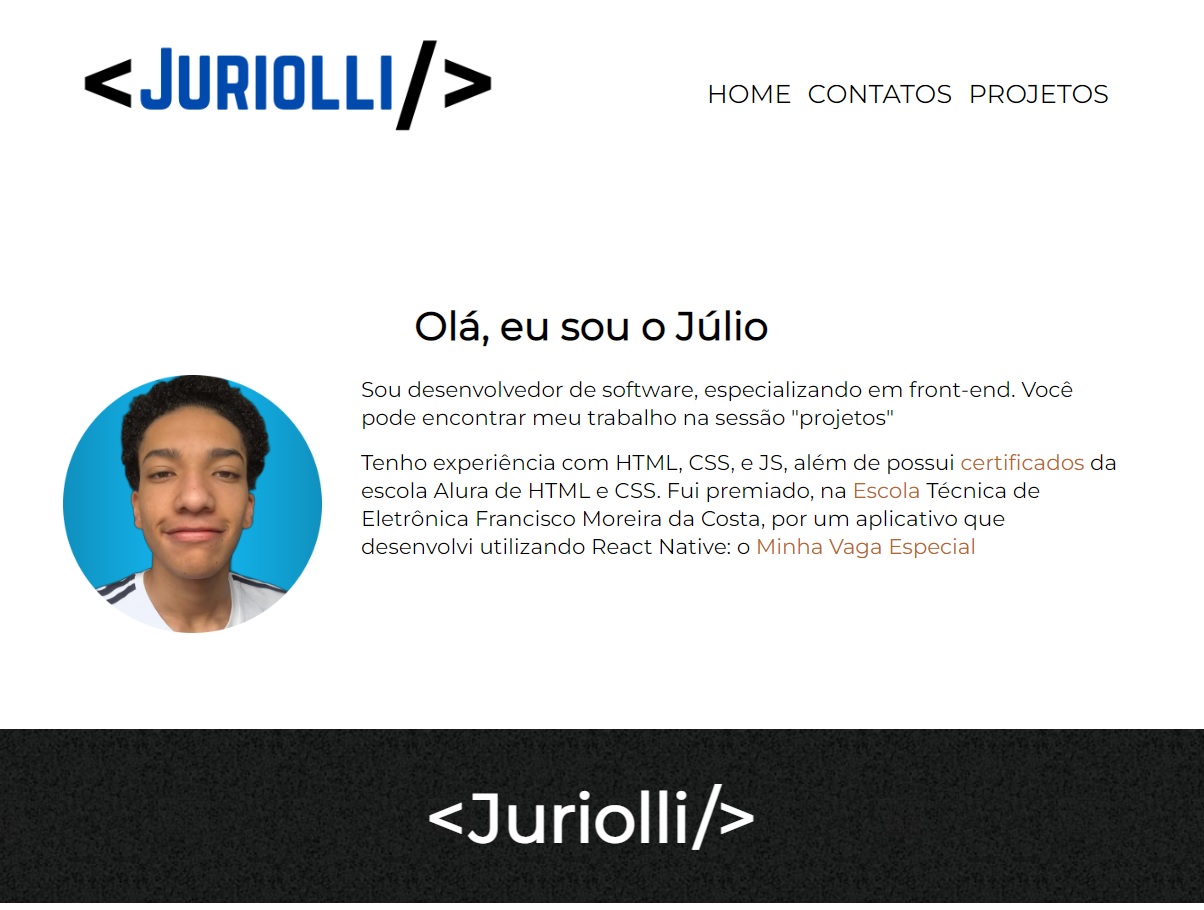 <JURIOLLI/>
HOME CONTATOS PROJETOS
Olá, eu sou o Júlio
Sou desenvolvedor de software, especializando em front-end. Você
pode encontrar meu trabalho na sessão "projetos"
Tenho experiência com HTML, CSS, e JS, além de possui certificados da
escola Alura de HTML e CSS. Fui premiado, na Escola Técnica de
Eletrônica Francisco Moreira da Costa, por um aplicativo que
desenvolvi utilizando React Native: o Minha Vaga Especial
<Juriolli/>